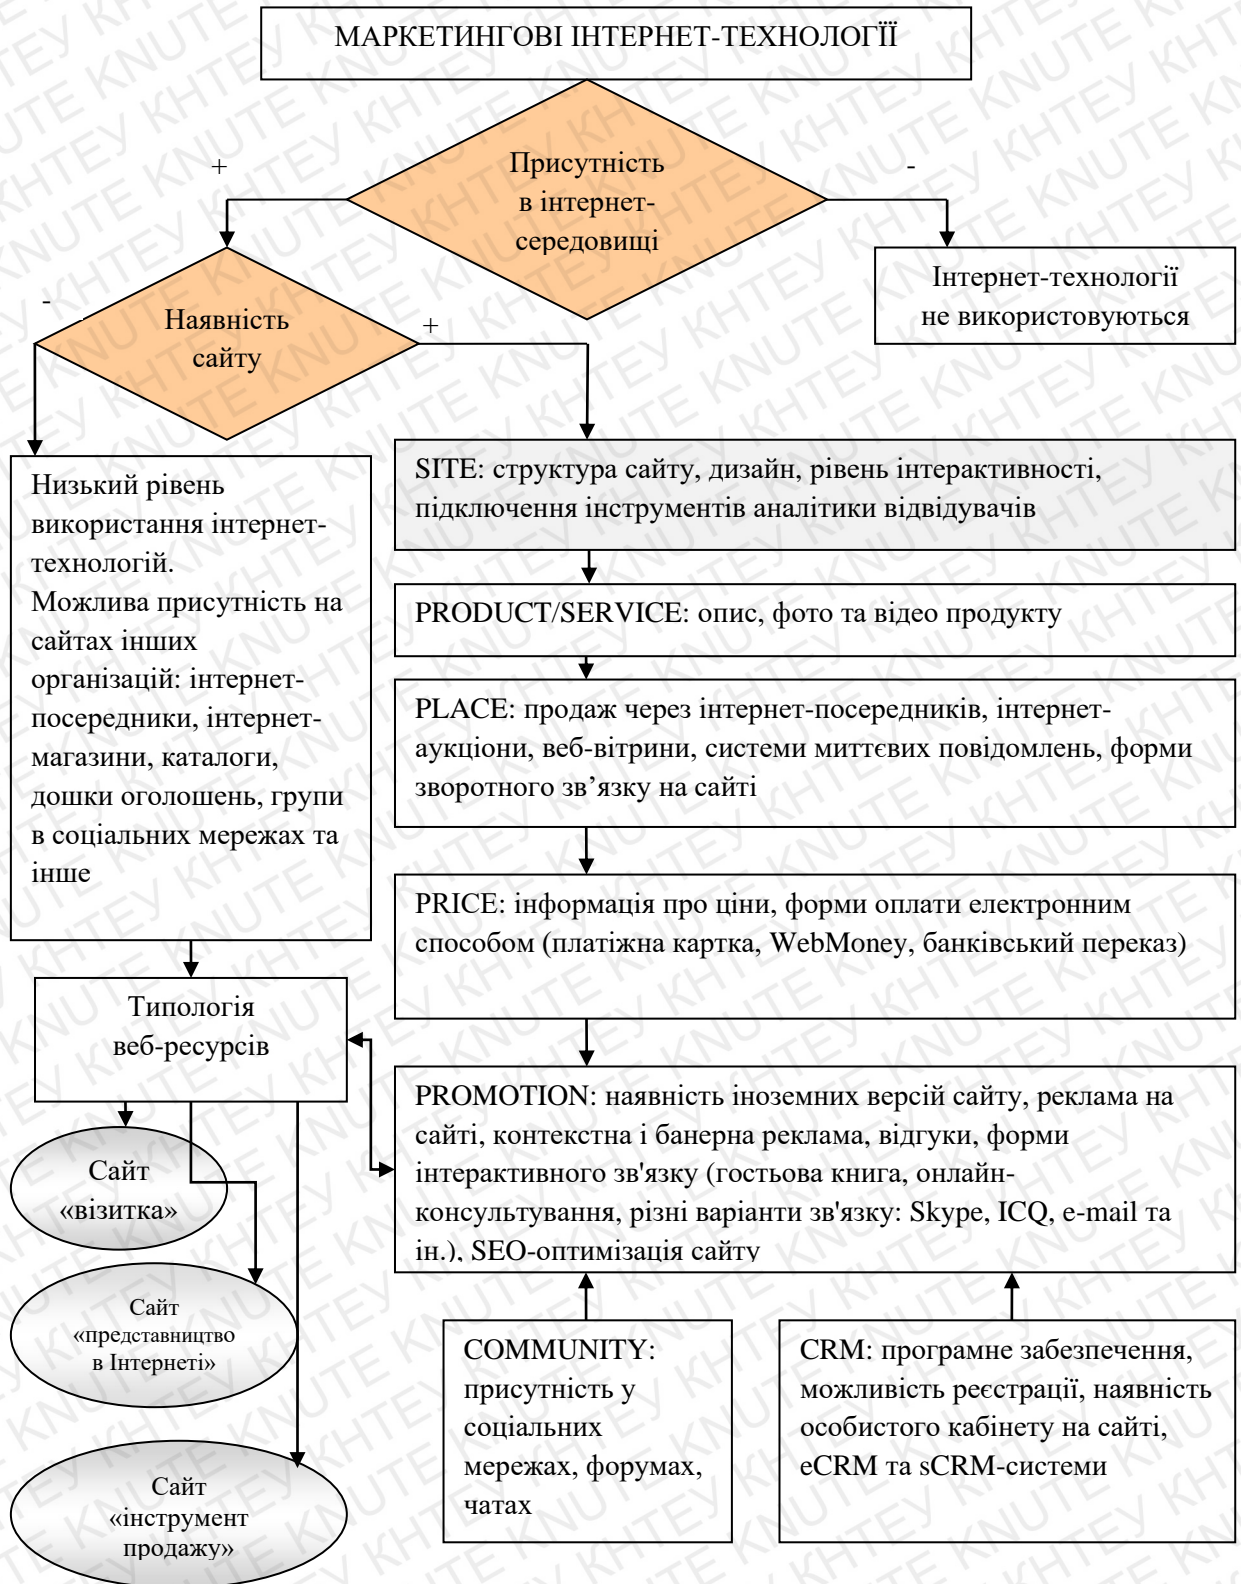 МАРКЕТИНГОВІ ІНТЕРНЕТ-ТЕХНОЛОГІЇ
Присутність
в інтернет-
середовищі
+
-
Інтернет-технології
не використовуються
Наявність
сайту
-
+
Низький рівень
використання інтернет-
технологій.
Можлива присутність на
сайтах інших
організацій: інтернет-
посередники, інтернет-
магазини, каталоги,
дошки оголошень, групи
в соціальних мережах та
інше
SITE: структура сайту, дизайн, рівень інтерактивності,
підключення інструментів аналітики відвідувачів
PRODUCT/SERVICE: опис, фото та відео продукту
PLACE: продаж через інтернет-посередників, інтернет-
аукціони, веб-вітрини, системи миттєвих повідомлень, форми
зворотного зв’язку на сайті
PRICE: інформація про ціни, форми оплати електронним
способом (платіжна картка, WebMoney, банківський переказ)
Типологія
веб-ресурсів
PROMOTION: наявність іноземних версій сайту, реклама на
сайті, контекстна і банерна реклама, відгуки, форми
інтерактивного зв'язку (гостьова книга, онлайн-
консультування, різні варіанти зв'язку: Skype, ICQ, e-mail та
ін.), SEO-оптимізація сайту
Сайт
«візитка»
Сайт
«представництво
в Інтернеті»
Сайт
«інструмент
продажу»
COMMUNITY:
присутність у
соціальних
мережах, форумах,
чатах
CRM: програмне забезпечення,
можливість реєстрації, наявність
особистого кабінету на сайті,
eCRM та sCRM-системи
KNUTE КНТЕУ